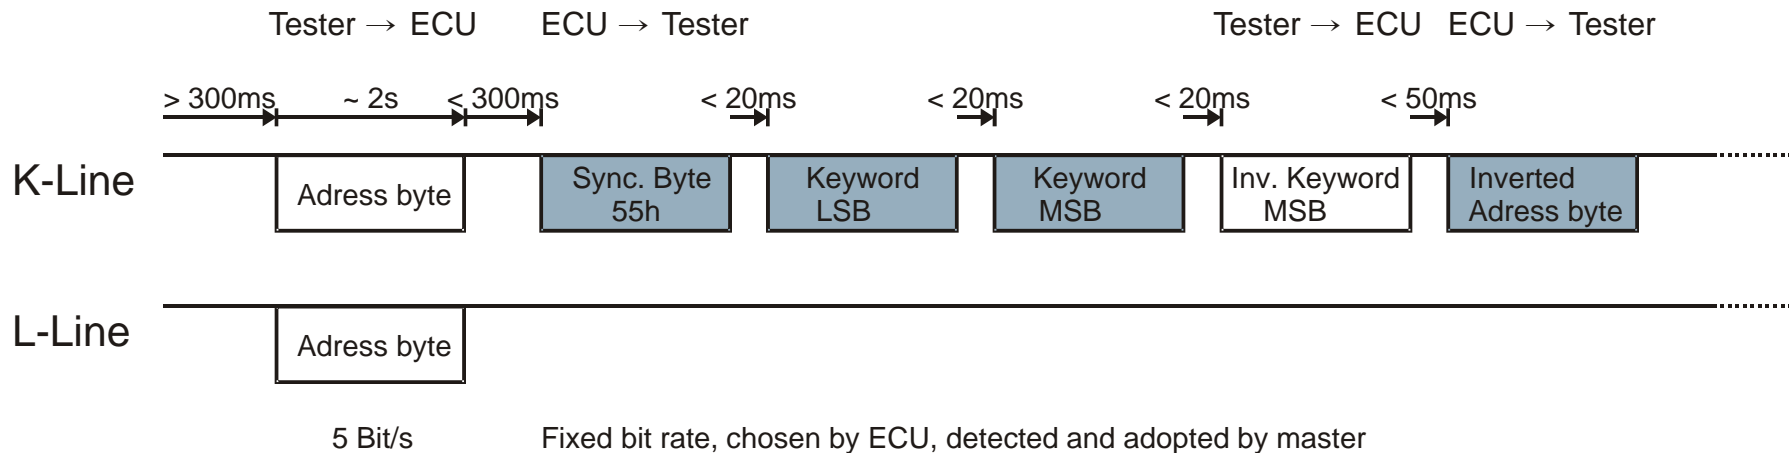 Tester → ECU ECU → Tester Tester → ECU ECU → Tester
> 300ms ~ 2s < 300ms < 20ms < 20ms < 20ms < 50ms
K-Line
Adress byte
Sync. Byte
55h
Keyword
LSB
Keyword
MSB
Inv. Keyword
MSB
Inverted
Adress byte
L-Line
Adress byte
5 Bit/s Fixed bit rate, chosen by ECU, detected and adopted by master